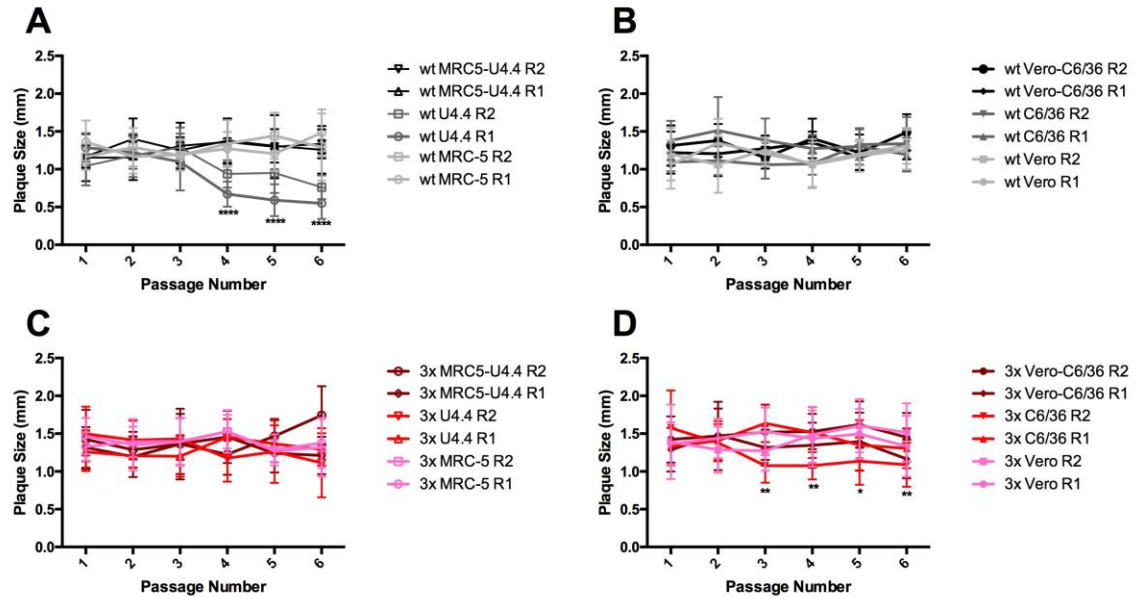 A
Plaque Size (mm)
2.5
2.0
1.5
1.0
0.5
0.0
****
****
****
1
2
3
4
5
6
Passage Number
wt MRC5-U4.4 R2
wt MRC5-U4.4 R1
wt U4.4 R2
wt U4.4 R1
wt MRC-5 R2
wt MRC-5 R1
B
Plaque Size (mm)
2.5
2.0
1.5
1.0
0.5
0.0
1
2
3
4
5
6
Passage Number
wt Vero-C6/36 R2
wt Vero-C6/36 R1
wt C6/36 R2
wt C6/36 R1
wt Vero R2
wt Vero R1
C
Plaque Size (mm)
2.5
2.0
1.5
1.0
0.5
0.0
1
2
3
4
5
6
Passage Number
3x MRC5-U4.4 R2
3x MRC5-U4.4 R1
3x U4.4 R2
3x U4.4 R1
3x MRC-5 R2
3x MRC-5 R1
D
Plaque Size (mm)
2.5
2.0
1.5
1.0
0.5
0.0
**
**
*
**
1
2
3
4
5
6
Passage Number
3x Vero-C6/36 R2
3x Vero-C6/36 R1
3x C6/36 R2
3x C6/36 R1
3x Vero R2
3x Vero R1